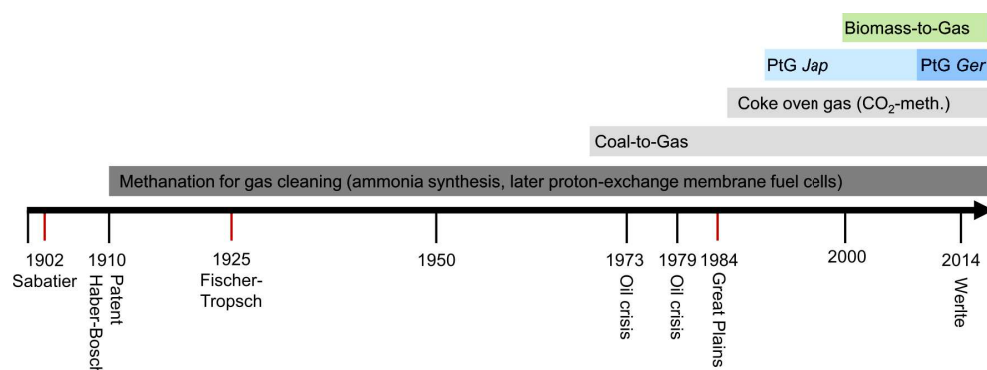 Biomass-to-Gas
PtG Jap
PtG Ger
Coke oven gas (CO2-meth.)
Coal-to-Gas
Methanation for gas cleaning (ammonia synthesis, later proton-exchange membrane fuel cells)
1902
Sabatier
1910
Patent
Haber-Bosch
1925
Fischer-
Tropsch
1950
1973
Oil crisis
1979
Oil crisis
1984
Great Plains
2000
2014
Werlte